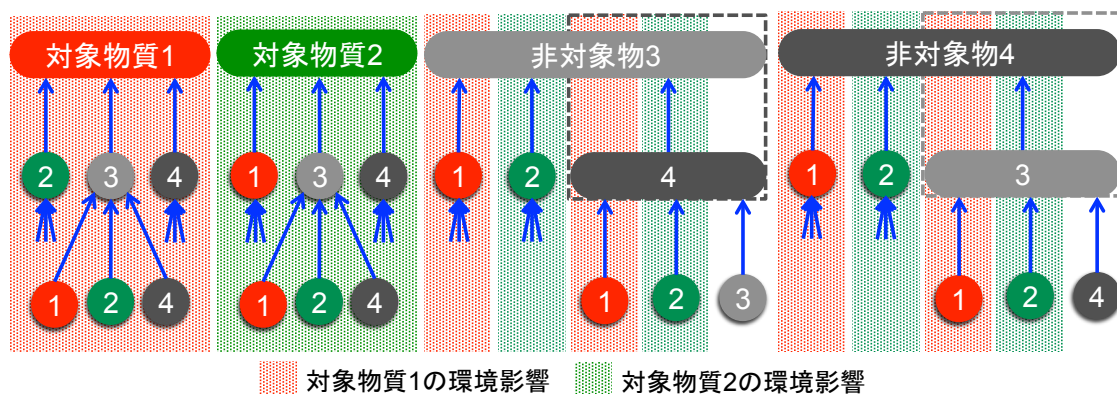 対象物質1 対象物質2 非対象物3 非対象物4
2 3 4 1 3 4 1 2 4 1 2 3
1 2 4 1 2 4 1 2 3 1 2 4
対象物質1の環境影響 対象物質2の環境影響